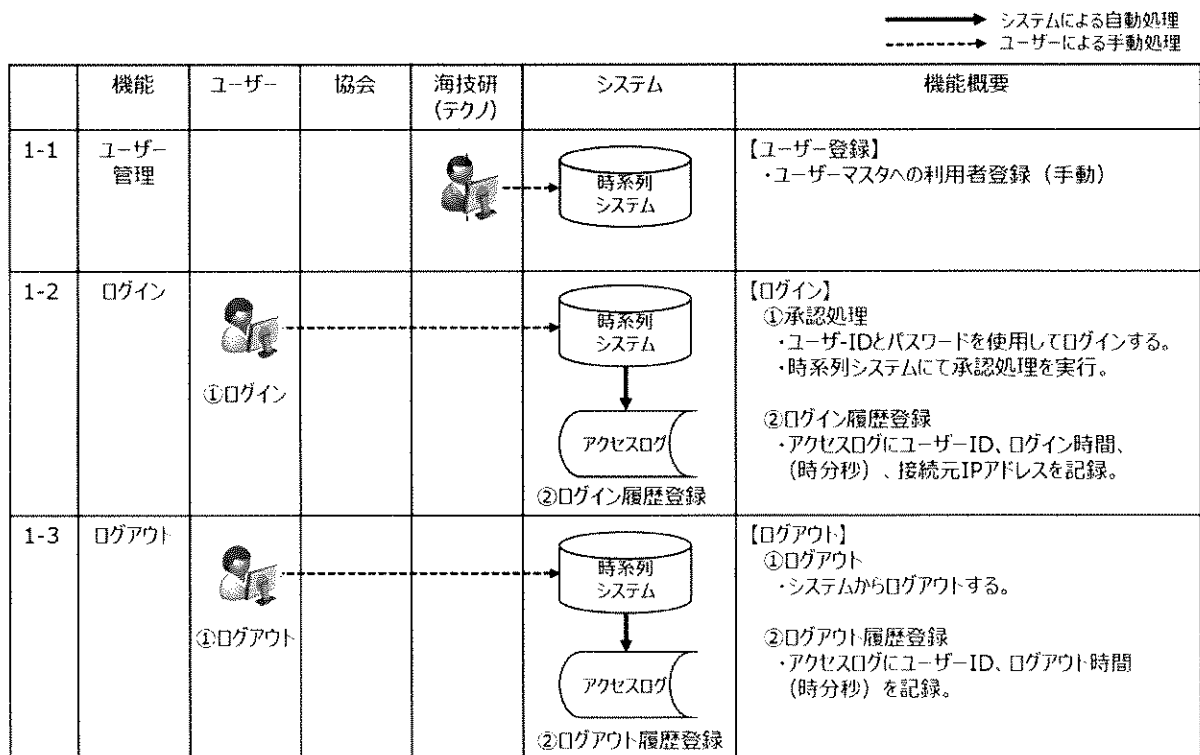 システムによる自動処理
ユーザーによる手動処理
機能 ユーザー 協会 海技研 システム 機能概要
(テクノ)
1-1 ユーザー
管理
時系列
システム
【ユーザー登録】
・ユーザーマスタへの利用者登録（手動）
1-2 ログイン
①ログイン
時系列
システム
アクセスログ
②ログイン履歴登録
【ログイン】
①承認処理
・ユーザーIDとパスワードを使用してログインする。
・時系列システムにて承認処理を実行。
②ログイン履歴登録
・アクセスログにユーザーID、ログイン時間、
（時分秒）、接続元IPアドレスを記録。
1-3 ログアウト
①ログアウト
時系列
システム
アクセスログ
②ログアウト履歴登録
【ログアウト】
①ログアウト
・システムからログアウトする。
②ログアウト履歴登録
・アクセスログにユーザーID、ログアウト時間
（時分秒）を記録。